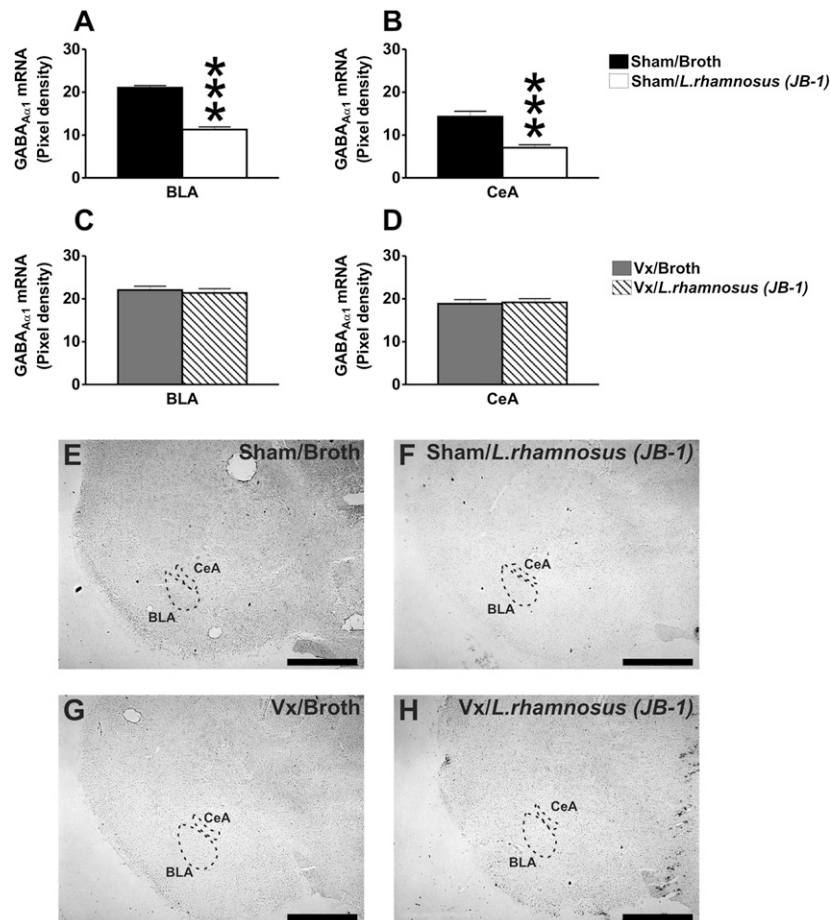 A
GABAAα1 mRNA
(Pixel density)
30
20
10
0
***
BLA
B
GABAAα1 mRNA
(Pixel density)
30
20
10
0
***
CeA
Sham/Broth
Sham/L.rhamnosus (JB-1)
C
GABAAα1 mRNA
(Pixel density)
30
20
10
0
BLA
D
GABAAα1 mRNA
(Pixel density)
30
20
10
0
CeA
Vx/Broth
Vx/L.rhamnosus (JB-1)
E
Sham/Broth
CeA
BLA
F
Sham/L.rhamnosus (JB-1)
CeA
BLA
G
Vx/Broth
CeA
BLA
H
Vx/L.rhamnosus (JB-1)
CeA
BLA